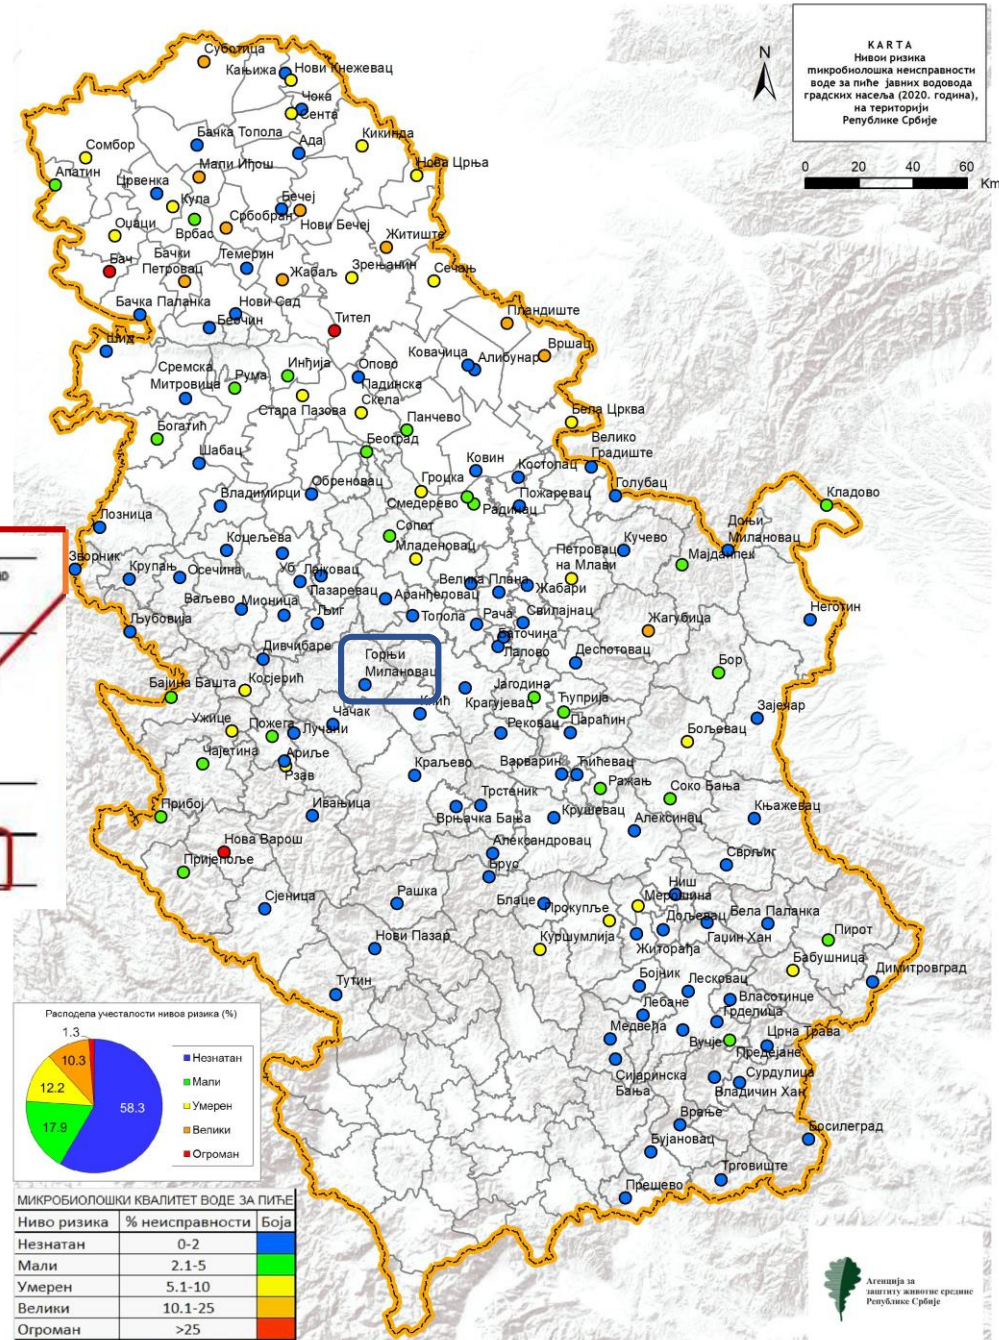 КАРТА
Нивои ризика
микробиолошка неисправности
воде за пиће јавних водовода
градских насеља (2020. година),
на територији
Републике Србије
N
0 20 40 60
Km
Суботица
Кањижа
Нови Кнежевац
Чока
Сента
Бачка Топола
Ада
Кикинда
Сомбор
Мали Иђош
Нова Црња
Апатин
Црвенка
Кула
Бечеј
Србобран
Врбас
Нови Бечеј
Оџаци
Житиште
Бач
Бачки
Петровац
Темерин
Жабаљ
Зрењанин
Сечањ
Бачка Паланка
Нови Сад
Беочин
Тител
Пландиште
Шид
Вршац
Ковачица
Алибунар
Сремска
Митровица
Рума
Инђија
Опово
Падинска
Скела
Стара Пазова
Панчево
Бела Црква
Богатић
Београд
Велико
Градиште
Шабац
Ковин
Костолац
Обреновац
Гроцка
Голубац
Владимирци
Смедерево
Радинац
Пожаревац
Кладово
Лозница
Сопот
Доњи
Милановац
Коцељева
Младеновац
Петровац
на Млави
Кучево
Мајданпек
Зворник
Крупањ
Осечина
Уб
Лајковац
Лазаревац
Велика Плана
Жабари
Ваљево
Мионица
Аранђеловац
Неготин
Љубовија
Љиг
Топола
Рача
Свилајнац
Жагубица
Баточина
Лапово
Дивчибаре
Горњи
Милановац
Деспотовац
Бор
Бајина Башта
Косјерић
Јагодина
Ћуприја
Крагујевац
Зајечар
Кнић
Чачак
Ужице
Пожега
Лучани
Рековац
Параћин
Бољевац
Чајетина
Ариље
Рзав
Краљево
Варварин
Ћићевац
Ражањ
Соко Бања
Прибој
Ивањица
Трстеник
Врњачка Бања
Крушевац
Алексинац
Књажевац
Нова Варош
Александровац
Сврљиг
Пријепоље
Брус
Сјеница
Рашка
Блаце
Прокупље
Ниш
Мерошина
Дољевац
Бела Паланка
Гаџин Хан
Пирот
Нови Пазар
Куршумлија
Житорађа
Бабушница
Димитровград
Тутин
Бојник
Лесковац
Власотинце
Лебане
Грделица
Медвеђа
Вучје
Црна Трава
Предејане
Сијаринска
Бања
Сурдулица
Владичин Хан
Врање
Босилеград
Бујановац
Трговиште
Прешево
Расподела учесталости нивоа ризика (%)
1.3
10.3
12.2
17.9
58.3
Незнатан
Мали
Умерен
Велики
Огроман
МИКРОБИОЛОШКИ КВАЛИТЕТ ВОДЕ ЗА ПИЋЕ
Ниво ризика % неисправности Боја
Незнатан 0-2
Мали 2.1-5
Умерен 5.1-10
Велики 10.1-25
Огроман >25
Агенција за
заштиту животне средине
Републике Србије